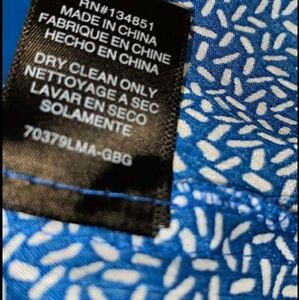 RN#134851
MADE IN CHINA
FABRIQUE EN CHINE
HECHO EN CHINA
DRY CLEAN ONLY
NETTOYAGE A SEC
LAVAR EN SECO
SOLAMENTE
70379LMA-GBG